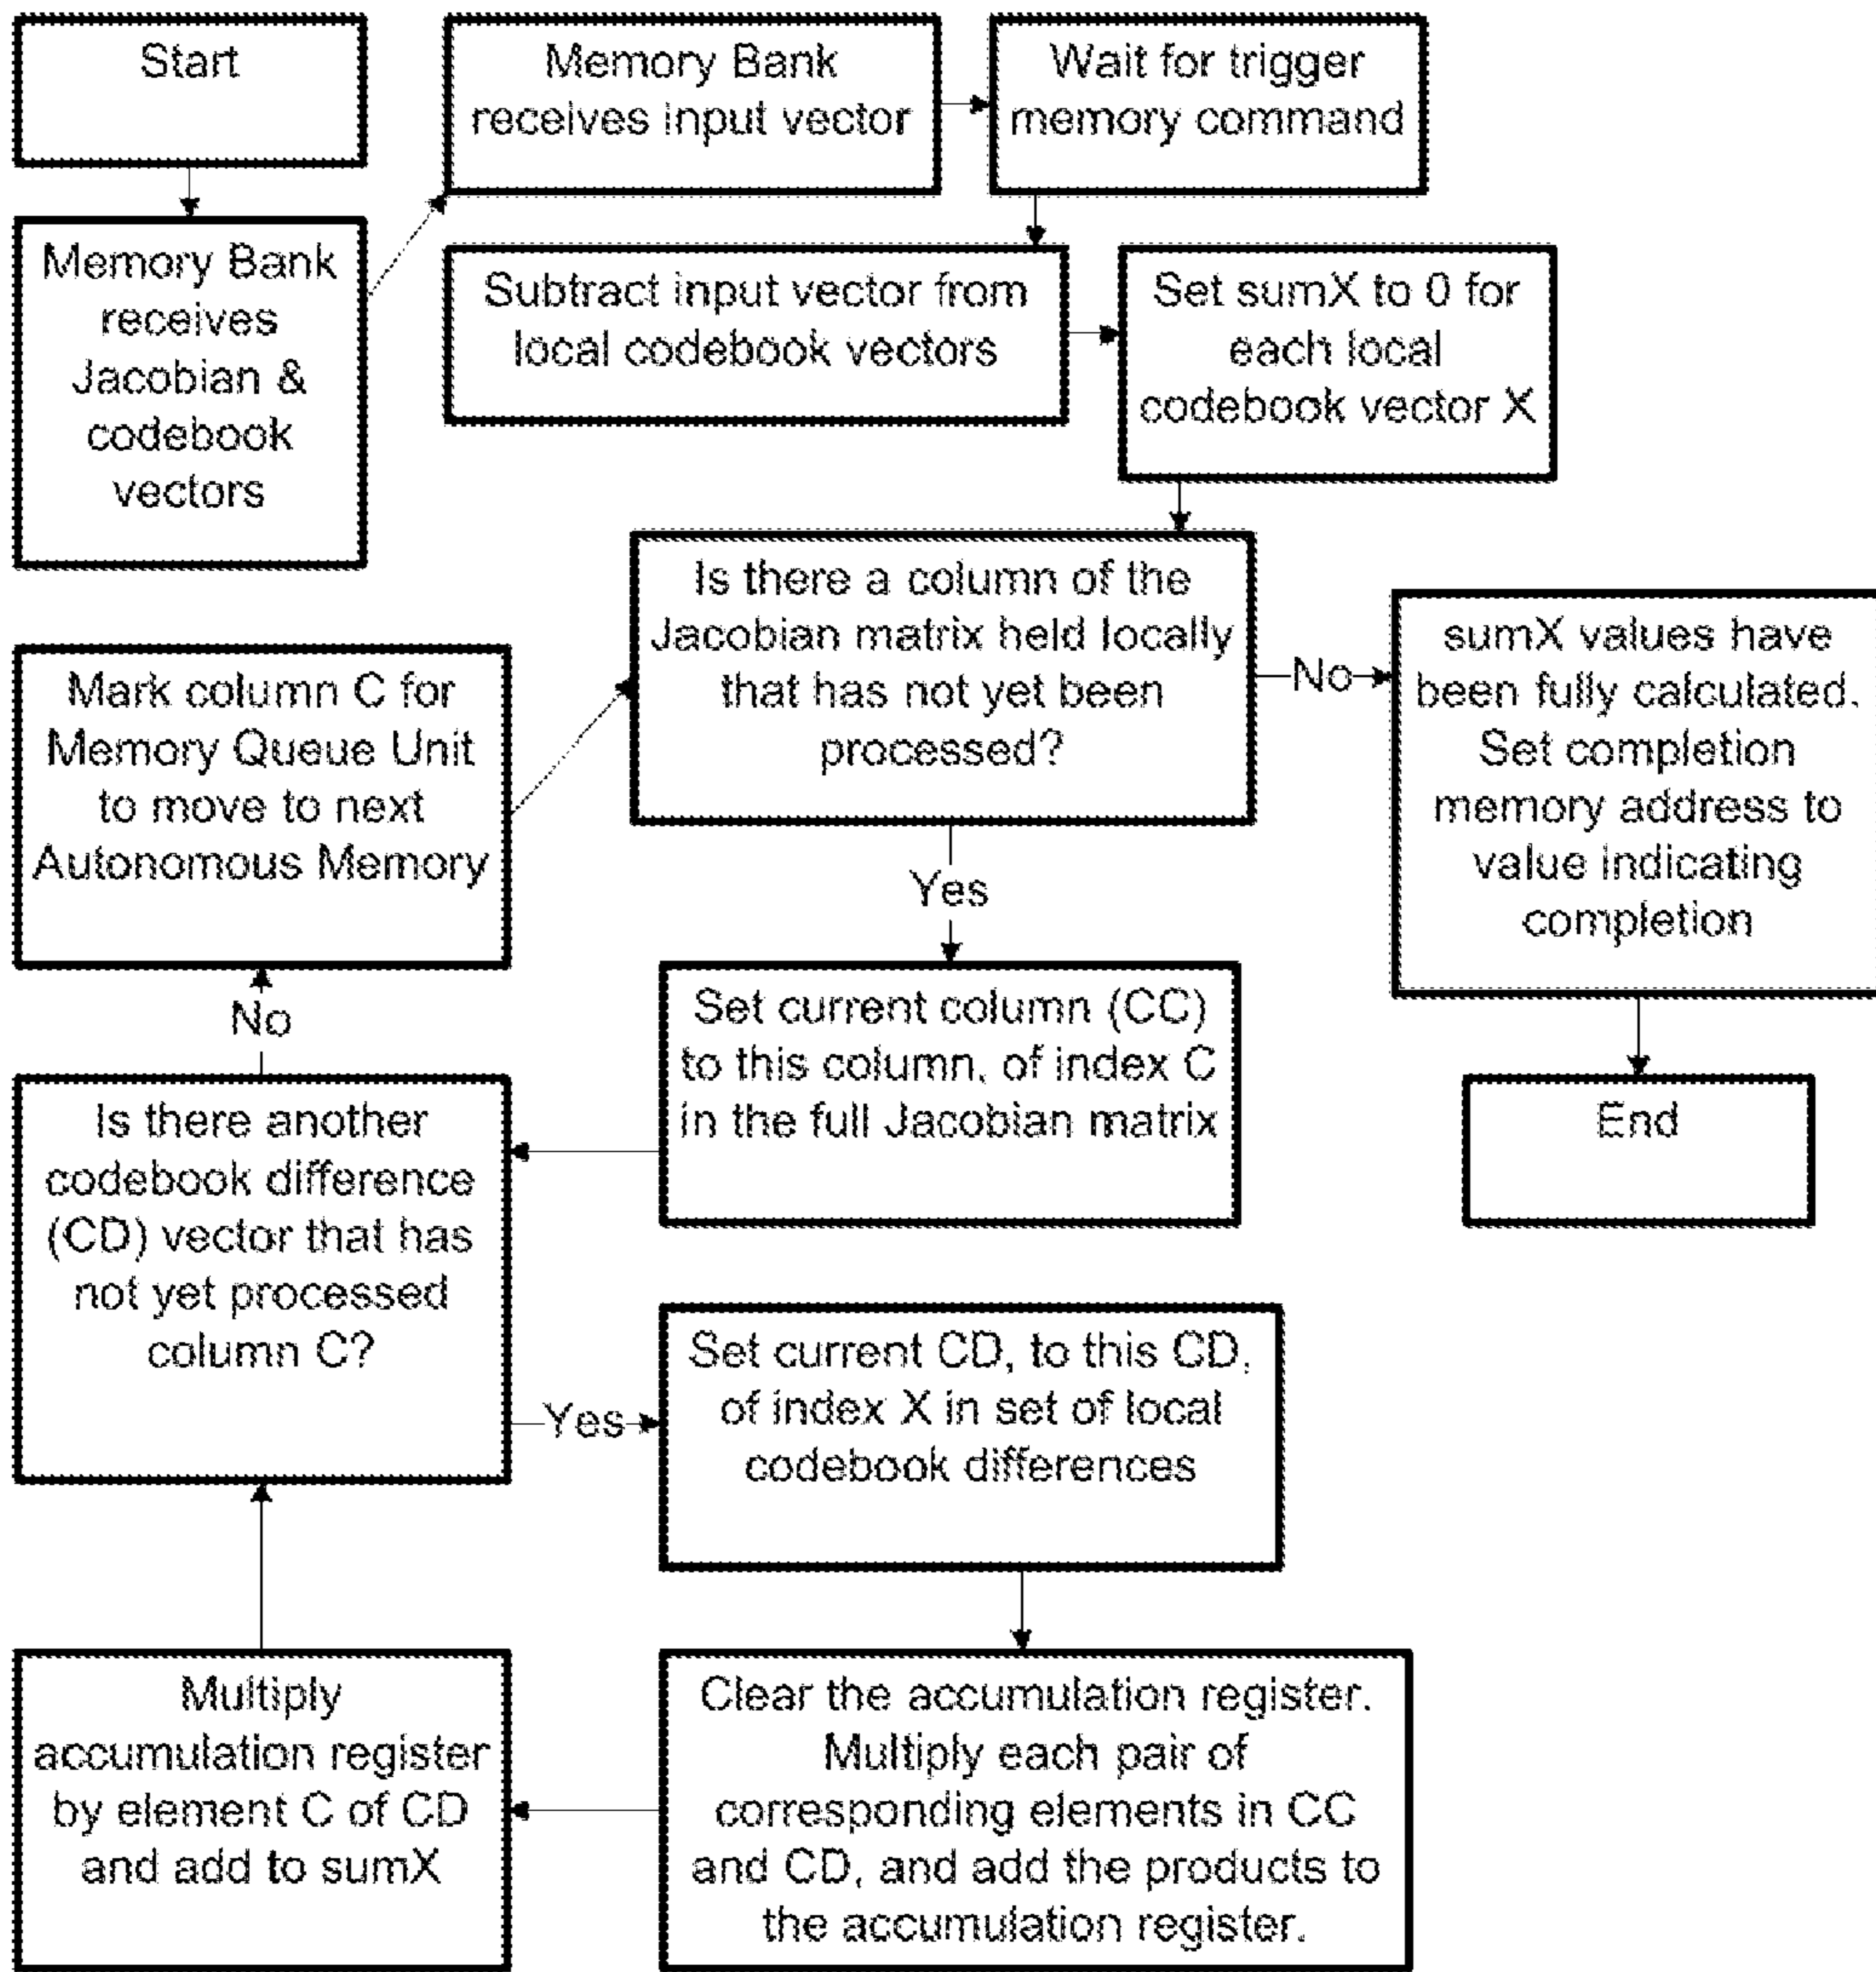 Start
Memory Bank
receives
Jacobian &
codebook
vectors
Memory Bank
receives input vector
Wait for trigger
memory command
Subtract input vector from
local codebook vectors
Set sumX to 0 for
each local
codebook vector X
Is there a column of the
Jacobian matrix held locally
that has not yet been
processed?
No
sumX values have
been fully calculated.
Set completion
memory address to
value indicating
completion
End
Yes
Set current column (CC)
to this column, of index C
in the full Jacobian matrix
Is there another
codebook difference
(CD) vector that has
not yet processed
column C?
No
Mark column C for
Memory Queue Unit
to move to next
Autonomous Memory
Yes
Set current CD, to this CD,
of index X in set of local
codebook differences
Clear the accumulation register.
Multiply each pair of
corresponding elements in CC
and CD, and add the products to
the accumulation register.
Multiply
accumulation register
by element C of CD
and add to sumX